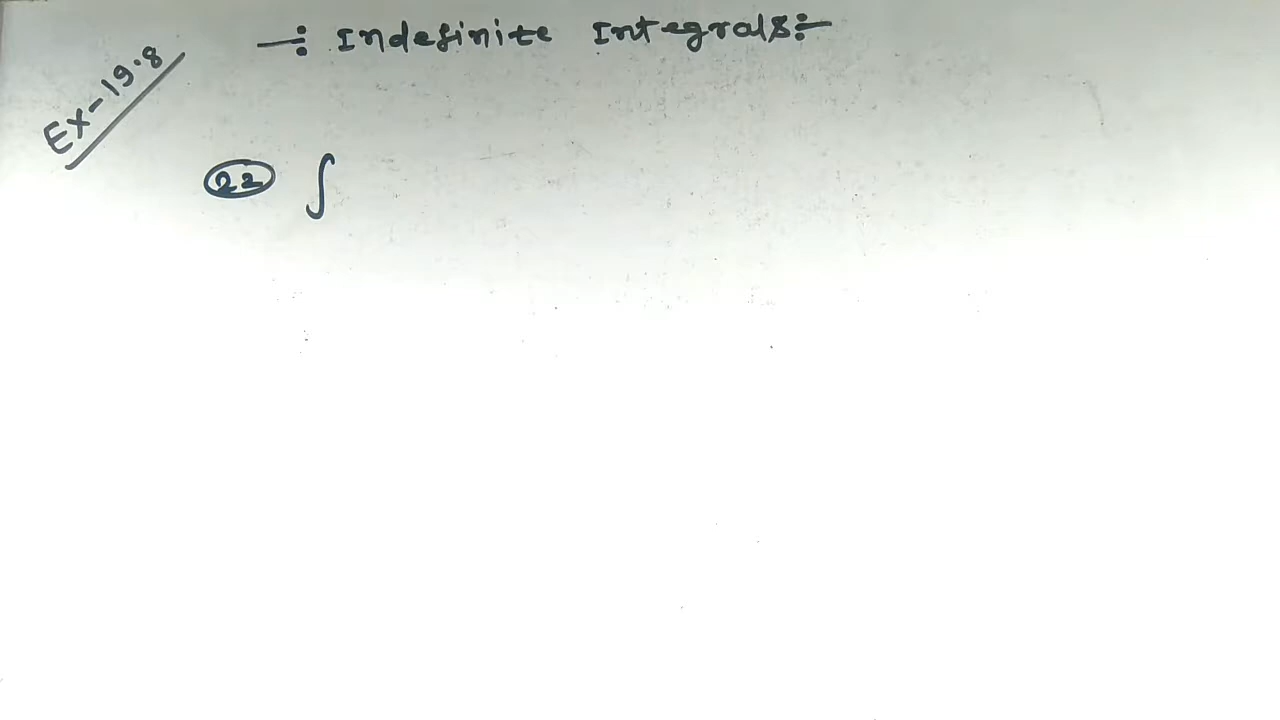 —: Indefinite Integrals:—
Ex-19.8
22 ∫